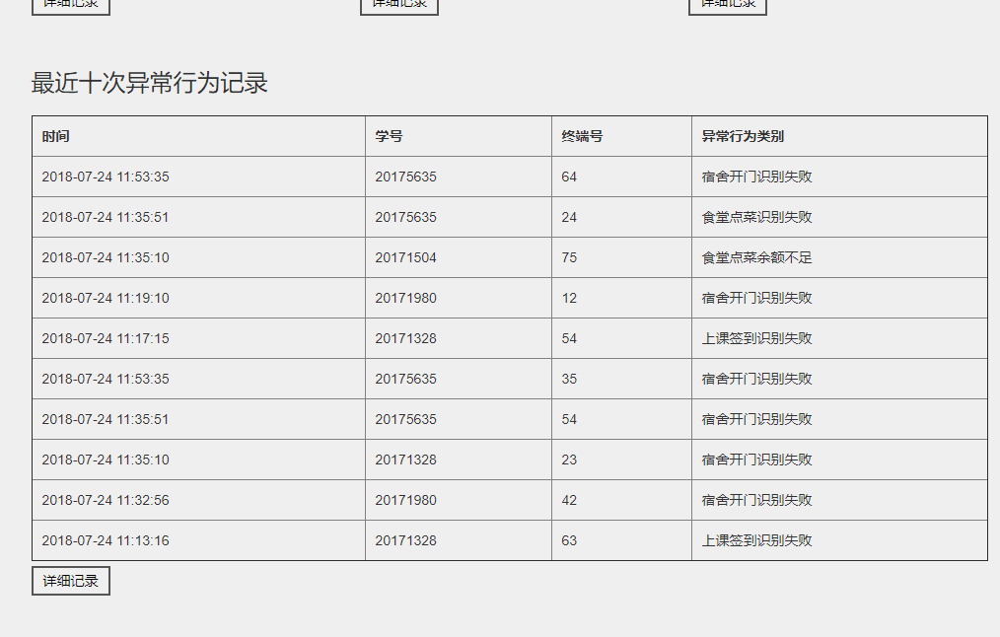 详细记录 详细记录 详细记录
最近十次异常行为记录
时间 学号 终端号 异常行为类别
2018-07-24 11:53:35 20175635 64 宿舍开门识别失败
2018-07-24 11:35:51 20175635 24 食堂点菜识别失败
2018-07-24 11:35:10 20171504 75 食堂点菜余额不足
2018-07-24 11:19:10 20171980 12 宿舍开门识别失败
2018-07-24 11:17:15 20171328 54 上课签到识别失败
2018-07-24 11:53:35 20175635 35 宿舍开门识别失败
2018-07-24 11:35:51 20175635 54 宿舍开门识别失败
2018-07-24 11:35:10 20171328 23 宿舍开门识别失败
2018-07-24 11:32:56 20171980 42 宿舍开门识别失败
2018-07-24 11:13:16 20171328 63 上课签到识别失败
详细记录